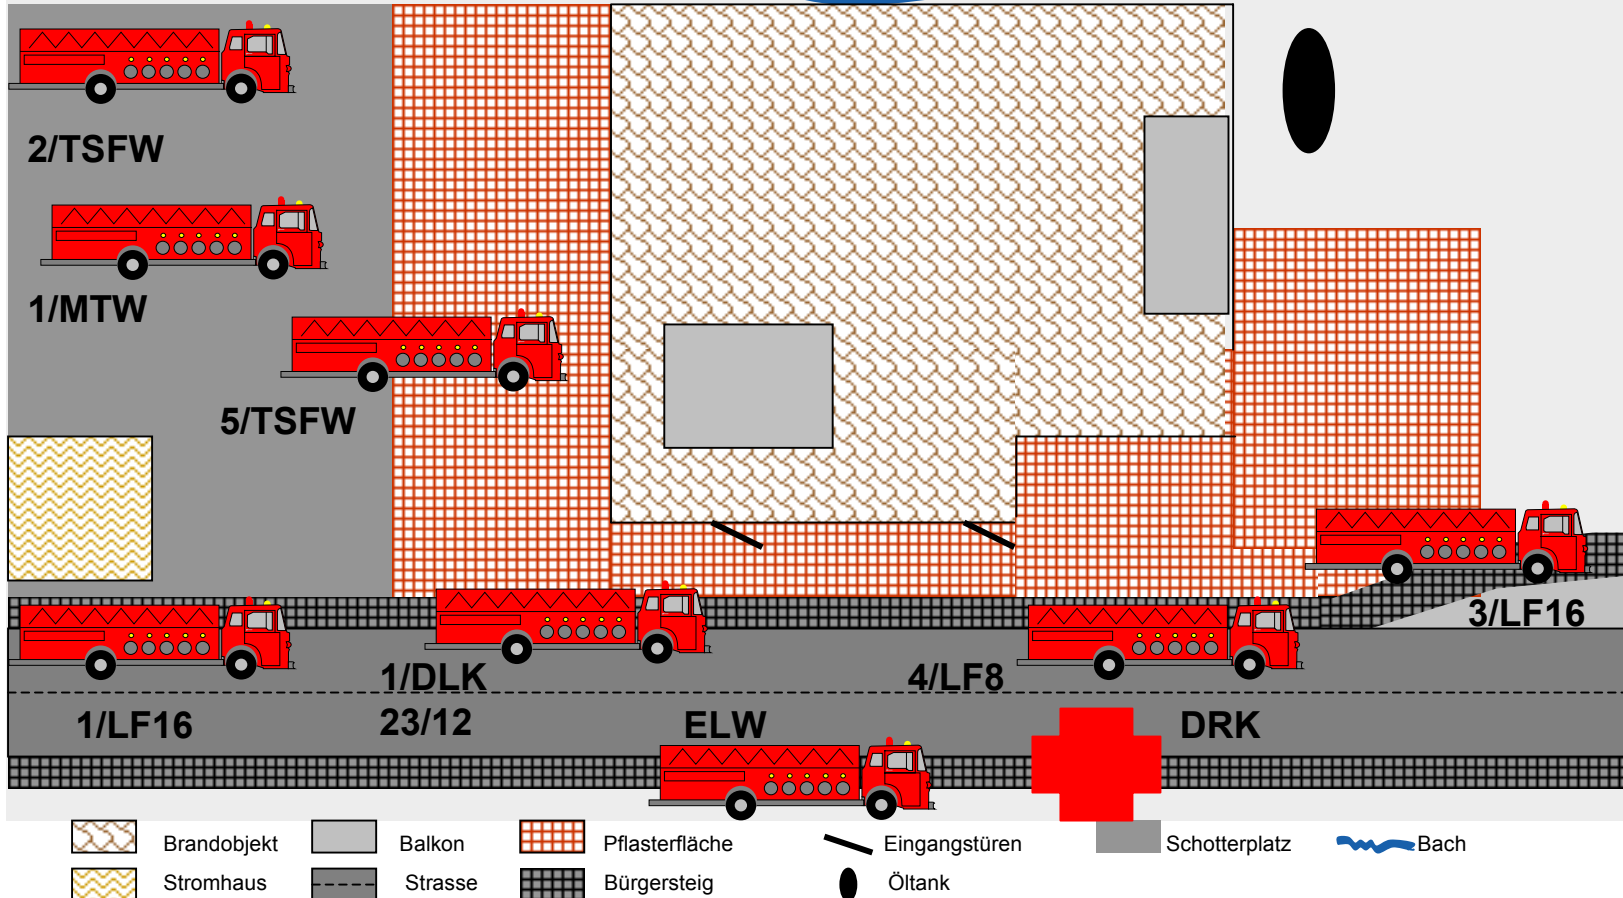 2/TSFW
1/MTW
5/TSFW
3/LF16
1/DLK
23/12
4/LF8
1/LF16
ELW
DRK
Brandobjekt
Balkon
Pflasterfläche
Eingangstüren
Schotterplatz
Bach
Stromhaus
Strasse
Bürgersteig
Öltank